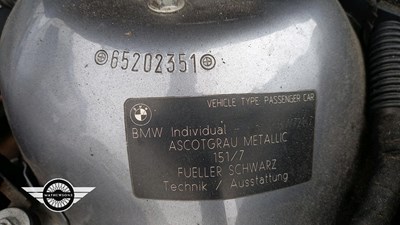 65202351
VEHICLE TYPE PASSENGER CAR
BMW Individual -
ASCOTGRAU METALLIC
151/7
FUELLER SCHWARZ
Technik / Ausstattung